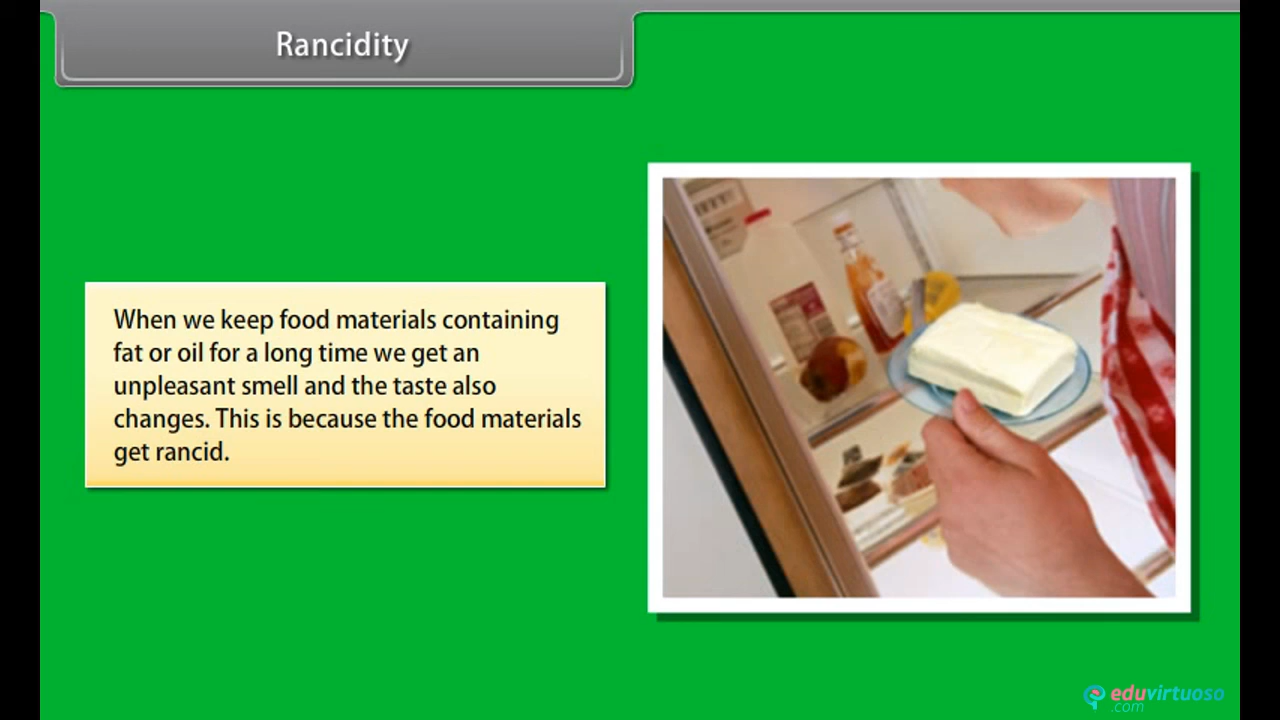 Rancidity
When we keep food materials containing
fat or oil for a long time we get an
unpleasant smell and the taste also
changes. This is because the food materials
get rancid.
eduvirtuoso
.com